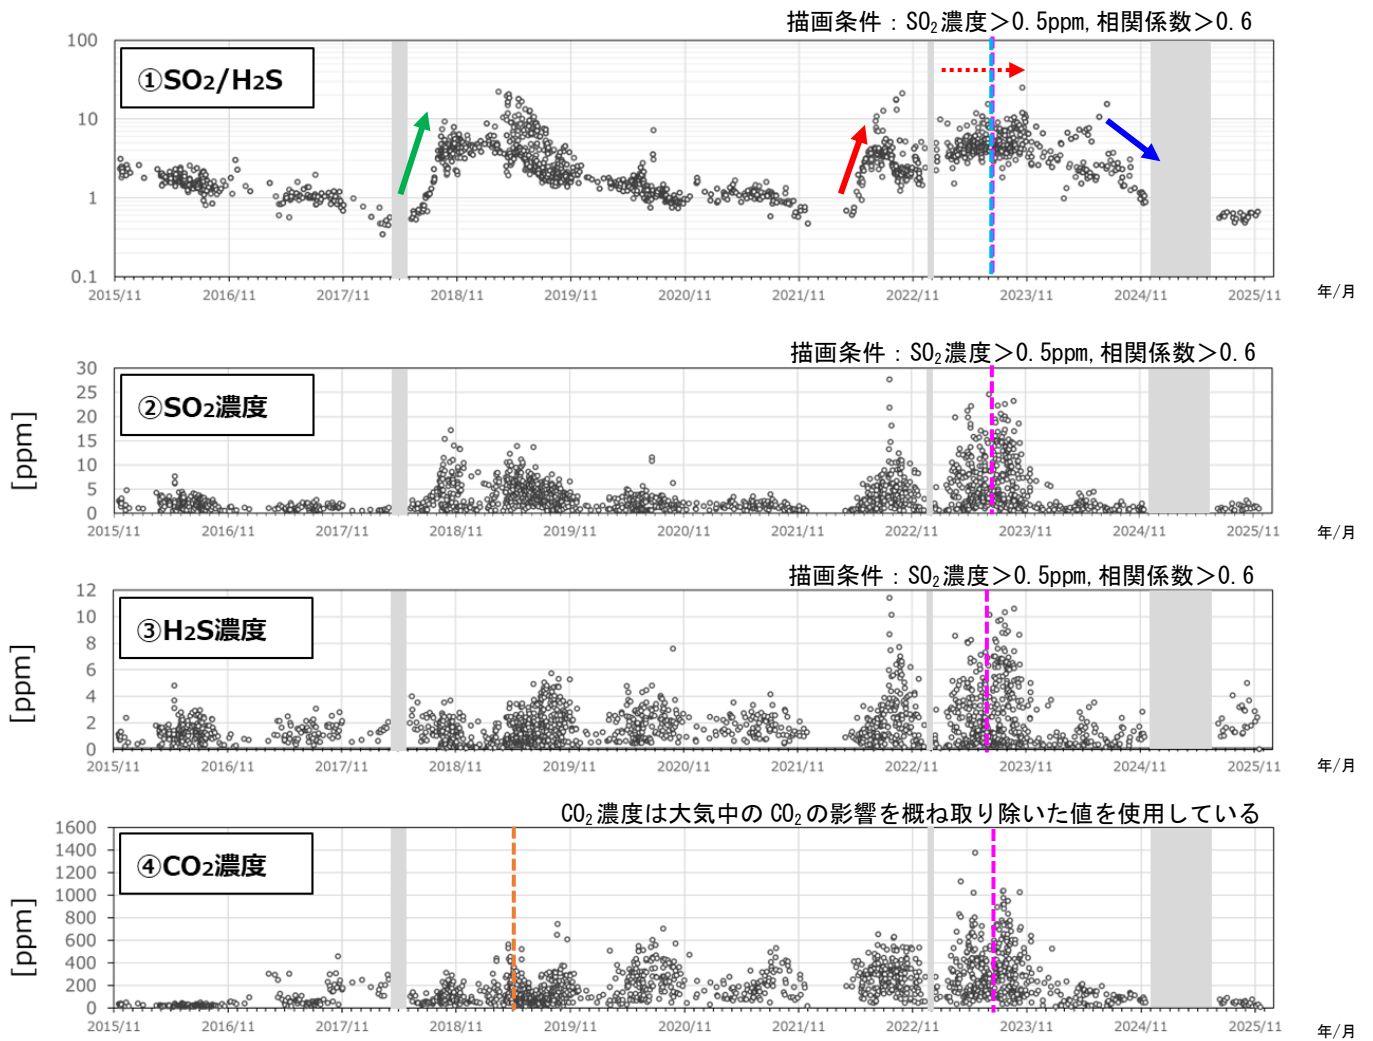 描画条件：SO₂濃度＞0.5ppm, 相関係数＞0.6
①SO₂/H₂S
100
10
1
0.1
2015/11 2016/11 2017/11 2018/11 2019/11 2020/11 2021/11 2022/11 2023/11 2024/11 2025/11
年/月
描画条件：SO₂濃度＞0.5ppm, 相関係数＞0.6
②SO₂濃度
[ppm]
30
25
20
15
10
5
0
2015/11 2016/11 2017/11 2018/11 2019/11 2020/11 2021/11 2022/11 2023/11 2024/11 2025/11
年/月
描画条件：SO₂濃度＞0.5ppm, 相関係数＞0.6
③H₂S濃度
[ppm]
12
10
8
6
4
2
0
2015/11 2016/11 2017/11 2018/11 2019/11 2020/11 2021/11 2022/11 2023/11 2024/11 2025/11
年/月
CO₂濃度は大気中のCO₂の影響を概ね取り除いた値を使用している
④CO₂濃度
[ppm]
1600
1400
1200
1000
800
600
400
200
0
2015/11 2016/11 2017/11 2018/11 2019/11 2020/11 2021/11 2022/11 2023/11 2024/11 2025/11
年/月